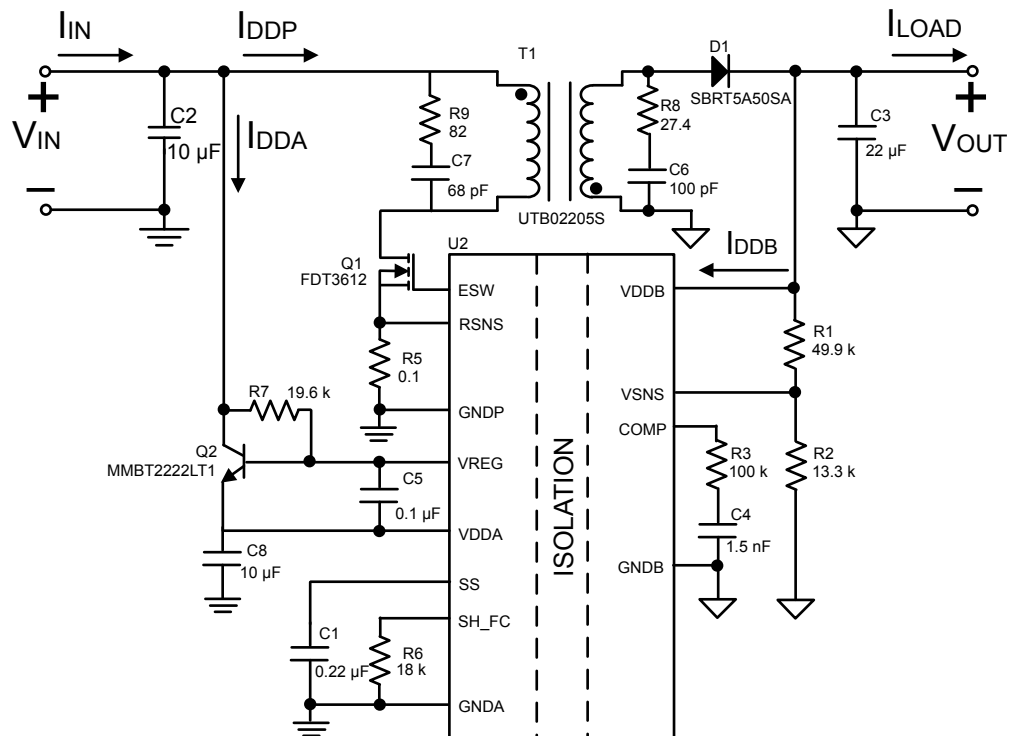 IIN
IDDP
ILOAD
T1
D1
SBRT5A50SA
+
VIN
−
C2
10 µF
IDDA
R9
82
C7
68 pF
R8
27.4
C6
100 pF
UTB02205S
C3
22 µF
+
VOUT
−
U2
IDDB
Q1
FDT3612
ESW
VDDB
RSNS
R1
49.9 k
R5
0.1
R7
19.6 k
VSNS
GNDP
COMP
Q2
MMBT2222LT1
VREG
R3
100 k
R2
13.3 k
C5
0.1 µF
ISOLATION
VDDA
C4
1.5 nF
C8
10 µF
GNDB
SS
SH_FC
C1
0.22 µF
R6
18 k
GNDA